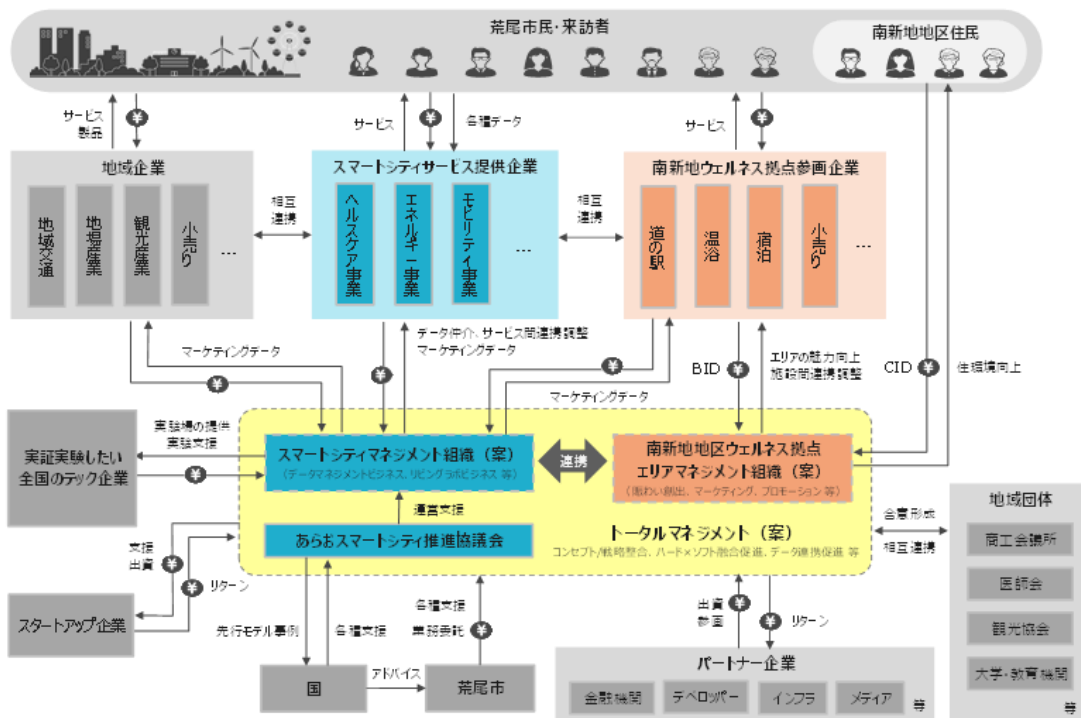 荒尾市民・来訪者
南新地地区住民
サービス
製品
¥
サービス
¥
各種データ
サービス
¥
地域企業
地域交通
地場産業
観光産業
小売り
…
相互
連携
スマートシティサービス提供企業
ヘルスケア事業
エネルギー事業
モビリティ事業
…
相互
連携
南新地ウェルネス拠点参画企業
道の駅
温浴
宿泊
小売り
…
マーケティングデータ
¥
¥
データ仲介、サービス間連携調整
マーケティングデータ
¥
マーケティングデータ
BID
¥
エリアの魅力向上
施設間連携調整
CID
¥
住環境向上
実証実験したい
全国のテック企業
実験場の提供
実験支援
¥
スマートシティマネジメント組織（案）
（データマネジメントビジネス、リビングラボビジネス 等）
連携
南新地地区ウェルネス拠点
エリアマネジメント組織（案）
（賑わい創出、マーケティング、プロモーション 等）
運営支援
あらおスマートシティ推進協議会
トータルマネジメント（案）
コンセプト/戦略整合、ハード×ソフト融合促進、データ連携促進 等
合意形成
相互連携
地域団体
商工会議所
医師会
観光協会
大学・教育機関
等
スタートアップ企業
支援
出資
¥
¥
リターン
先行モデル事例
各種支援
各種支援
業務委託
¥
国
アドバイス
荒尾市
出資
参画
¥
¥
リターン
パートナー企業
金融機関
デベロッパー
インフラ
メディア
等